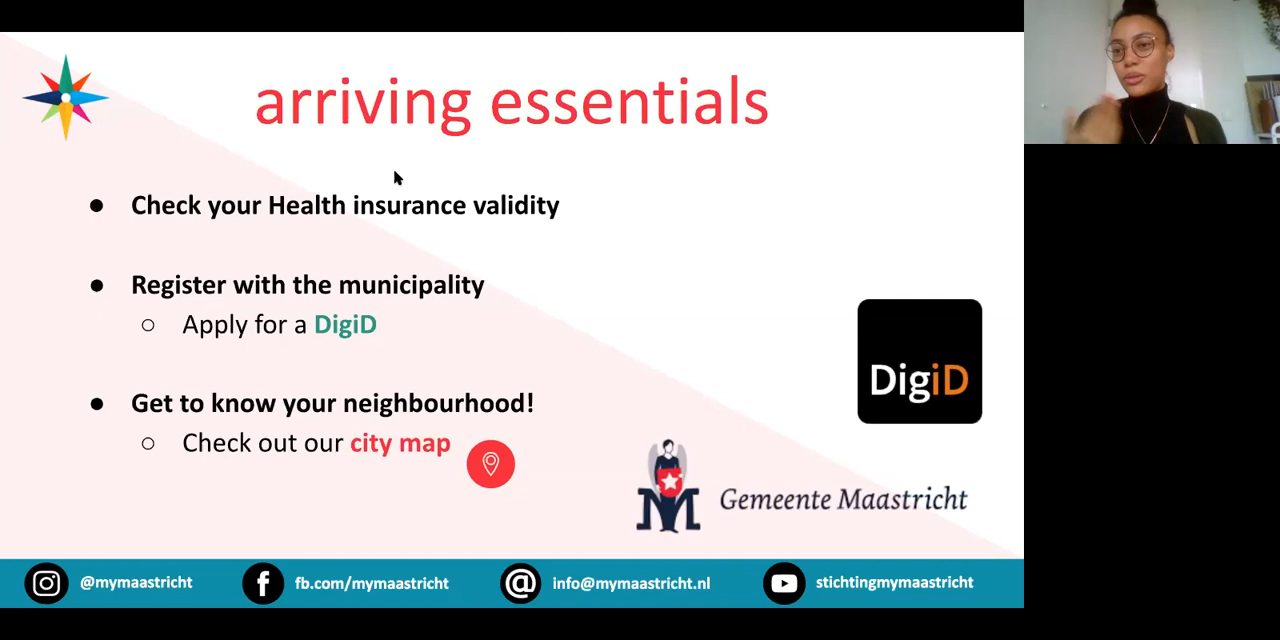 arriving essentials
● Check your Health insurance validity
● Register with the municipality
○ Apply for a DigiD
● Get to know your neighbourhood!
○ Check out our city map
DigiD
M Gemeente Maastricht
@mymaastricht
fb.com/mymaastricht
info@mymaastricht.nl
stichtingmymaastricht